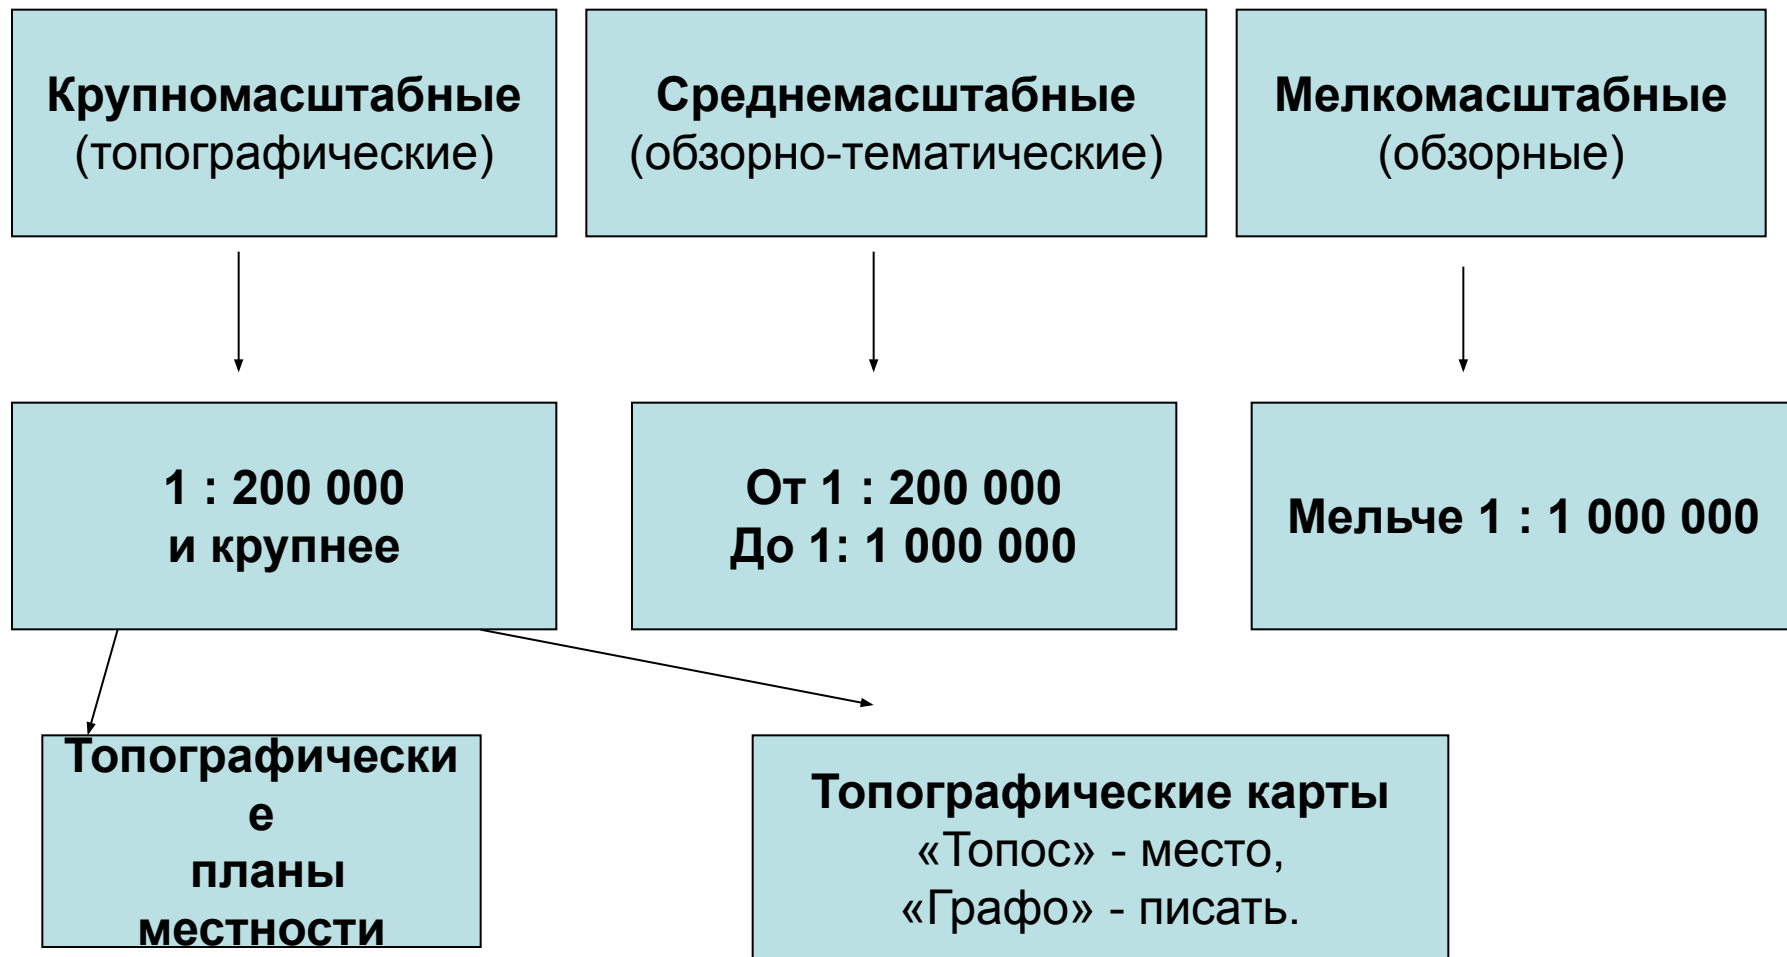 Крупномасштабные
(топографические)
Среднемасштабные
(обзорно-тематические)
Мелкомасштабные
(обзорные)
1 : 200 000
и крупнее
От 1 : 200 000
До 1: 1 000 000
Мельче 1 : 1 000 000
Топографически
е
планы
местности
Топографические карты
«Топос» - место,
«Графо» - писать.